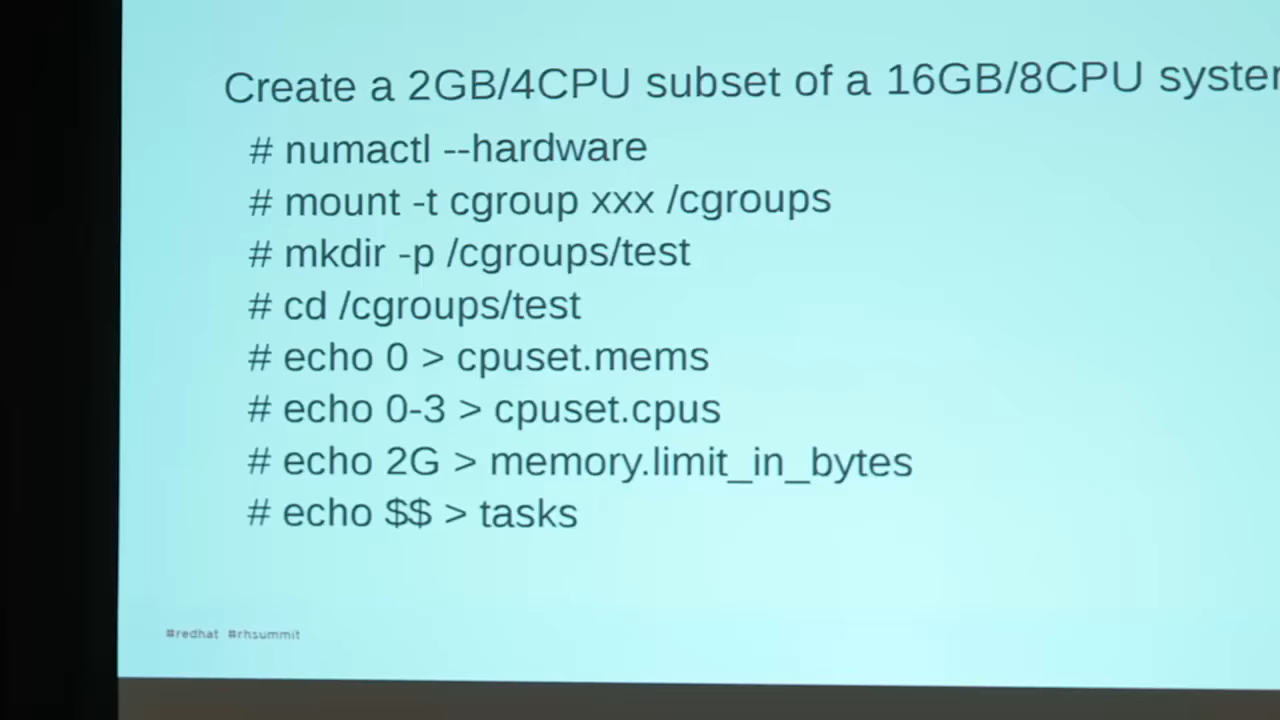 Create a 2GB/4CPU subset of a 16GB/8CPU
# numactl --hardware
# mount -t cgroup xxx /cgroups
# mkdir -p /cgroups/test
# cd /cgroups/test
# echo 0 > cpuset.mems
# echo 0-3 > cpuset.cpus
# echo 2G > memory.limit_in_bytes
# echo $$ > tasks
#redhat #rhsummit